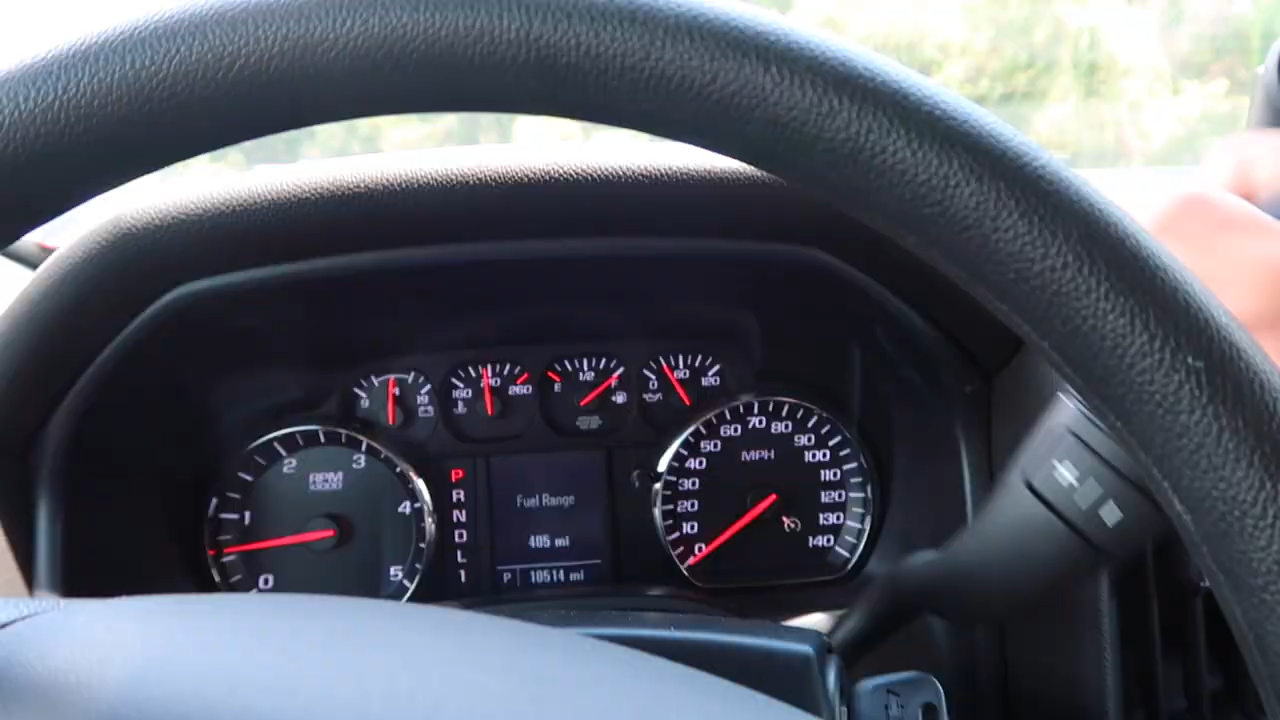 9 14 19
160 210 260
E 1/2 F
0 60 120
0 1 2 3 4 5
RPM
x1000
P
R
N
D
L
1
Fuel Range
405 mi
P 10514 mi
0 10 20 30 40 50 60 70 80 90 100 110 120 130 140
MPH